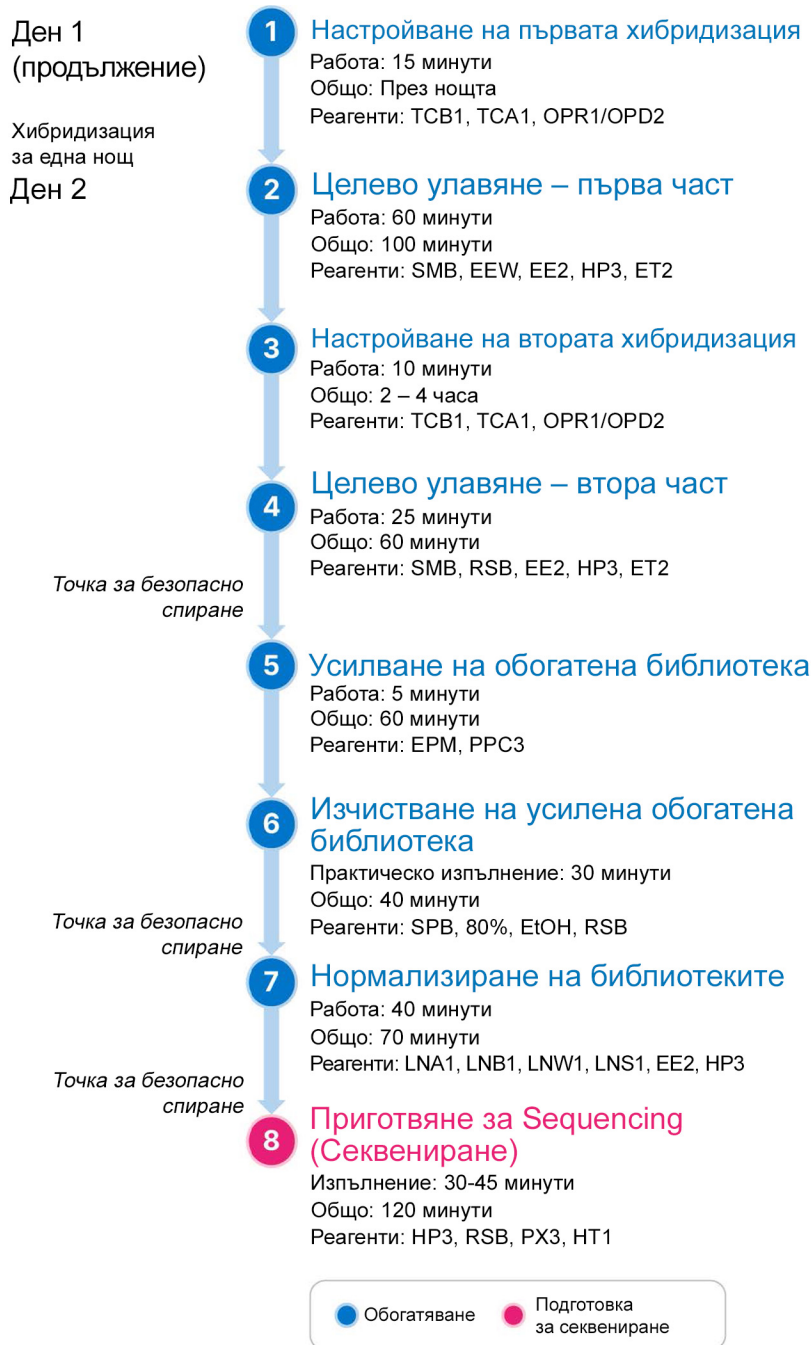 Ден 1
(продължение)
Хибридизация
за една нощ
Ден 2
1
Настройване на първата хибридизация
Работа: 15 минути
Общо: През нощта
Реагенти: TCB1, TCA1, OPR1/OPD2
2
Целево улавяне – първа част
Работа: 60 минути
Общо: 100 минути
Реагенти: SMB, EEW, EE2, HP3, ET2
3
Настройване на втората хибридизация
Работа: 10 минути
Общо: 2 – 4 часа
Реагенти: TCB1, TCA1, OPR1/OPD2
4
Целево улавяне – втора част
Работа: 25 минути
Общо: 60 минути
Реагенти: SMB, RSB, EE2, HP3, ET2
Точка за безопасно
спиране
5
Усилване на обогатена библиотека
Работа: 5 минути
Общо: 60 минути
Реагенти: EPM, PPC3
6
Изчистване на усилена обогатена
библиотека
Практическо изпълнение: 30 минути
Общо: 40 минути
Реагенти: SPB, 80%, EtOH, RSB
Точка за безопасно
спиране
7
Нормализиране на библиотеките
Работа: 40 минути
Общо: 70 минути
Реагенти: LNA1, LNB1, LNW1, LNS1, EE2, HP3
Точка за безопасно
спиране
8
Приготвяне за Sequencing
(Секвениране)
Изпълнение: 30-45 минути
Общо: 120 минути
Реагенти: HP3, RSB, PX3, HT1
Обогатяване
Подготовка
за секвениране